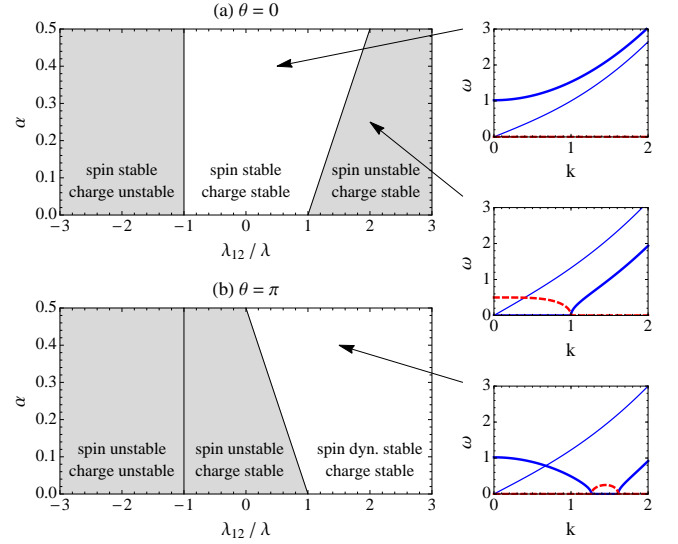 (a) θ = 0
0.5
0.4
0.3
0.2
0.1
0.0
α
spin stable
charge unstable
spin stable
charge stable
spin unstable
charge stable
−3 −2 −1 0 1 2 3
λ12 / λ
(b) θ = π
0.5
0.4
0.3
0.2
0.1
0.0
α
spin unstable
charge unstable
spin unstable
charge stable
spin dyn. stable
charge stable
−3 −2 −1 0 1 2 3
λ12 / λ
3
2
1
0
ω
0 1 2
k
3
2
1
0
ω
0 1 2
k
3
2
1
0
ω
0 1 2
k